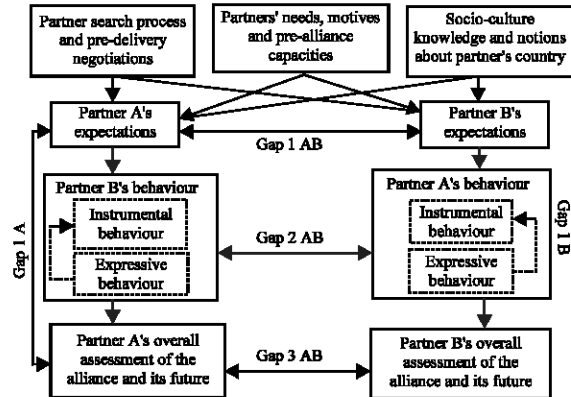 Partner search process
and pre-delivery
negotiations
Partners' needs, motives
and pre-alliance
capacities
Socio-culture
knowledge and notions
about partner's country
Partner A's
expectations
Gap 1 AB
Partner B's
expectations
Gap 1 A
Partner B's behaviour
Instrumental
behaviour
Expressive
behaviour
Gap 2 AB
Partner A's behaviour
Instrumental
behaviour
Expressive
behaviour
Gap 1 B
Partner A's overall
assessment of the
alliance and its future
Gap 3 AB
Partner B's overall
assessment of the
alliance and its future